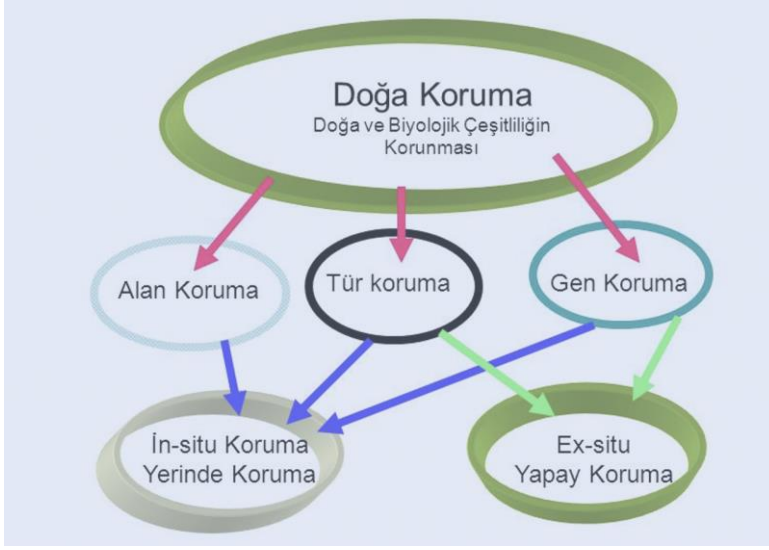 Doğa Koruma
Doğa ve Biyolojik Çeşitliliğin
Korunması
Alan Koruma
Tür koruma
Gen Koruma
İn-situ Koruma
Yerinde Koruma
Ex-situ
Yapay Koruma